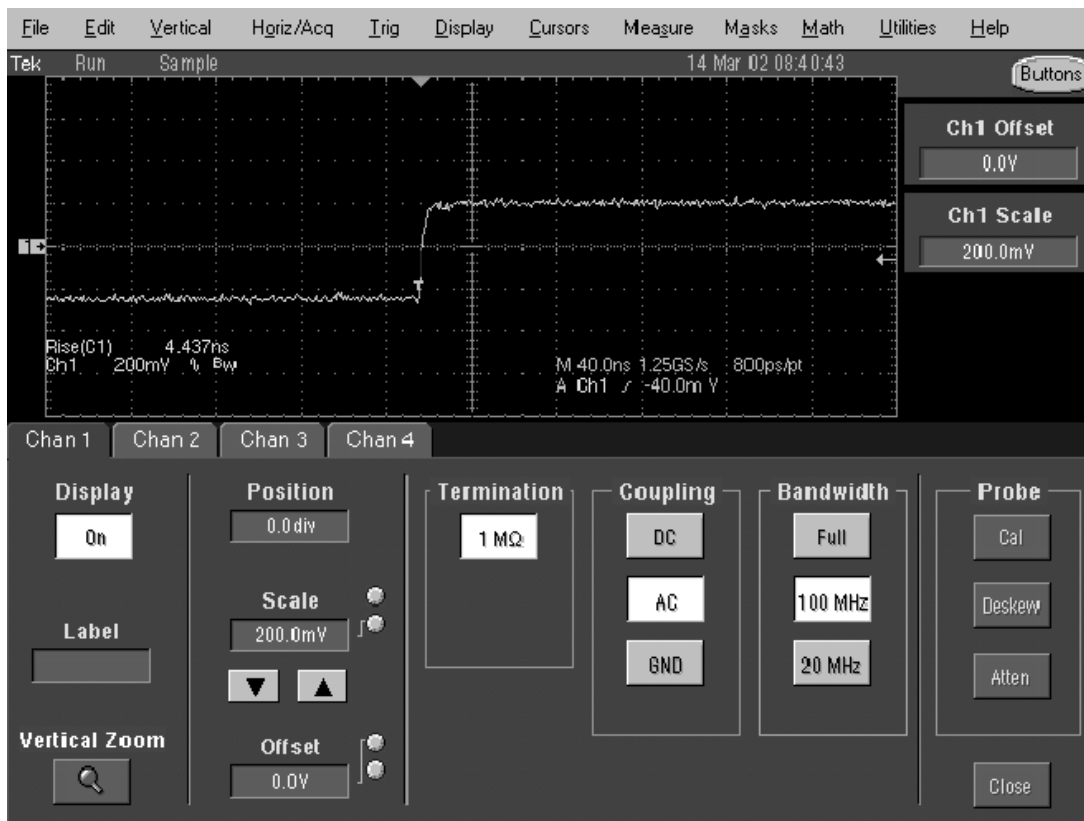 File Edit Vertical Horiz/Acq Trig Display Cursors Measure Masks Math Utilities Help
Tek Run Sample 14 Mar 02 08:40:43
Buttons
Ch1 Offset
0.0V
Ch1 Scale
200.0mV
1
T
Rise(C1) 4.437ns
Ch1 200mV ∿ Bw
M 40.0ns 1.25GS/s 800ps/pt
A Ch1 ∕ -40.0m V
Chan 1 Chan 2 Chan 3 Chan 4
Display
On
Label
Vertical Zoom
Position
0.0div
Scale
200.0mV
Offset
0.0V
Termination
1 MΩ
Coupling
DC
AC
GND
Bandwidth
Full
100 MHz
20 MHz
Probe
Cal
Deskew
Atten
Close